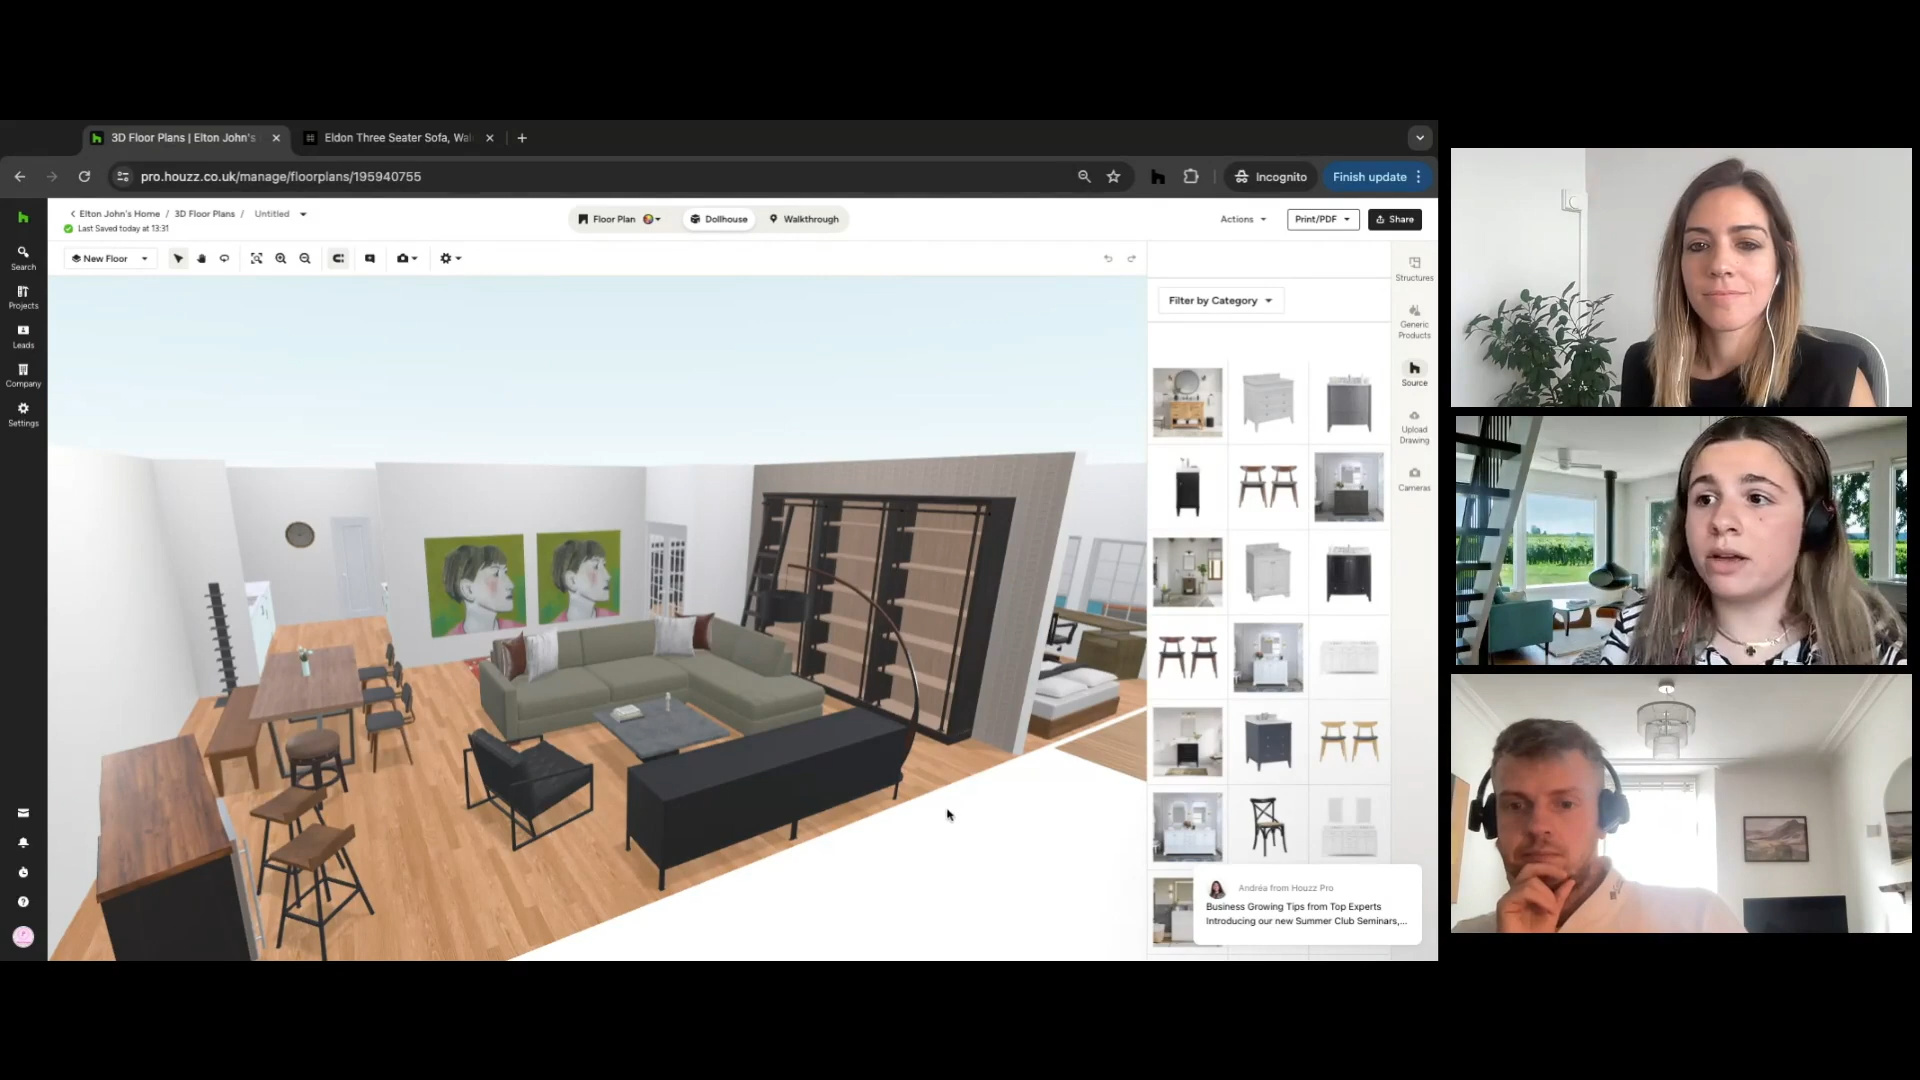 3D Floor Plans | Elton John's
Eldon Three Seater Sofa, Wal
pro.houzz.co.uk/manage/floorplans/195940755
Incognito
Finish update
Elton John's Home / 3D Floor Plans / Untitled
Last Saved today at 13:31
Floor Plan
Dollhouse
Walkthrough
Actions
Print/PDF
Share
New Floor
Search
Projects
Leads
Company
Settings
Filter by Category
Structures
Generic
Products
Source
Upload
Drawing
Cameras
Andréa from Houzz Pro
Business Growing Tips from Top Experts
Introducing our new Summer Club Seminars,...